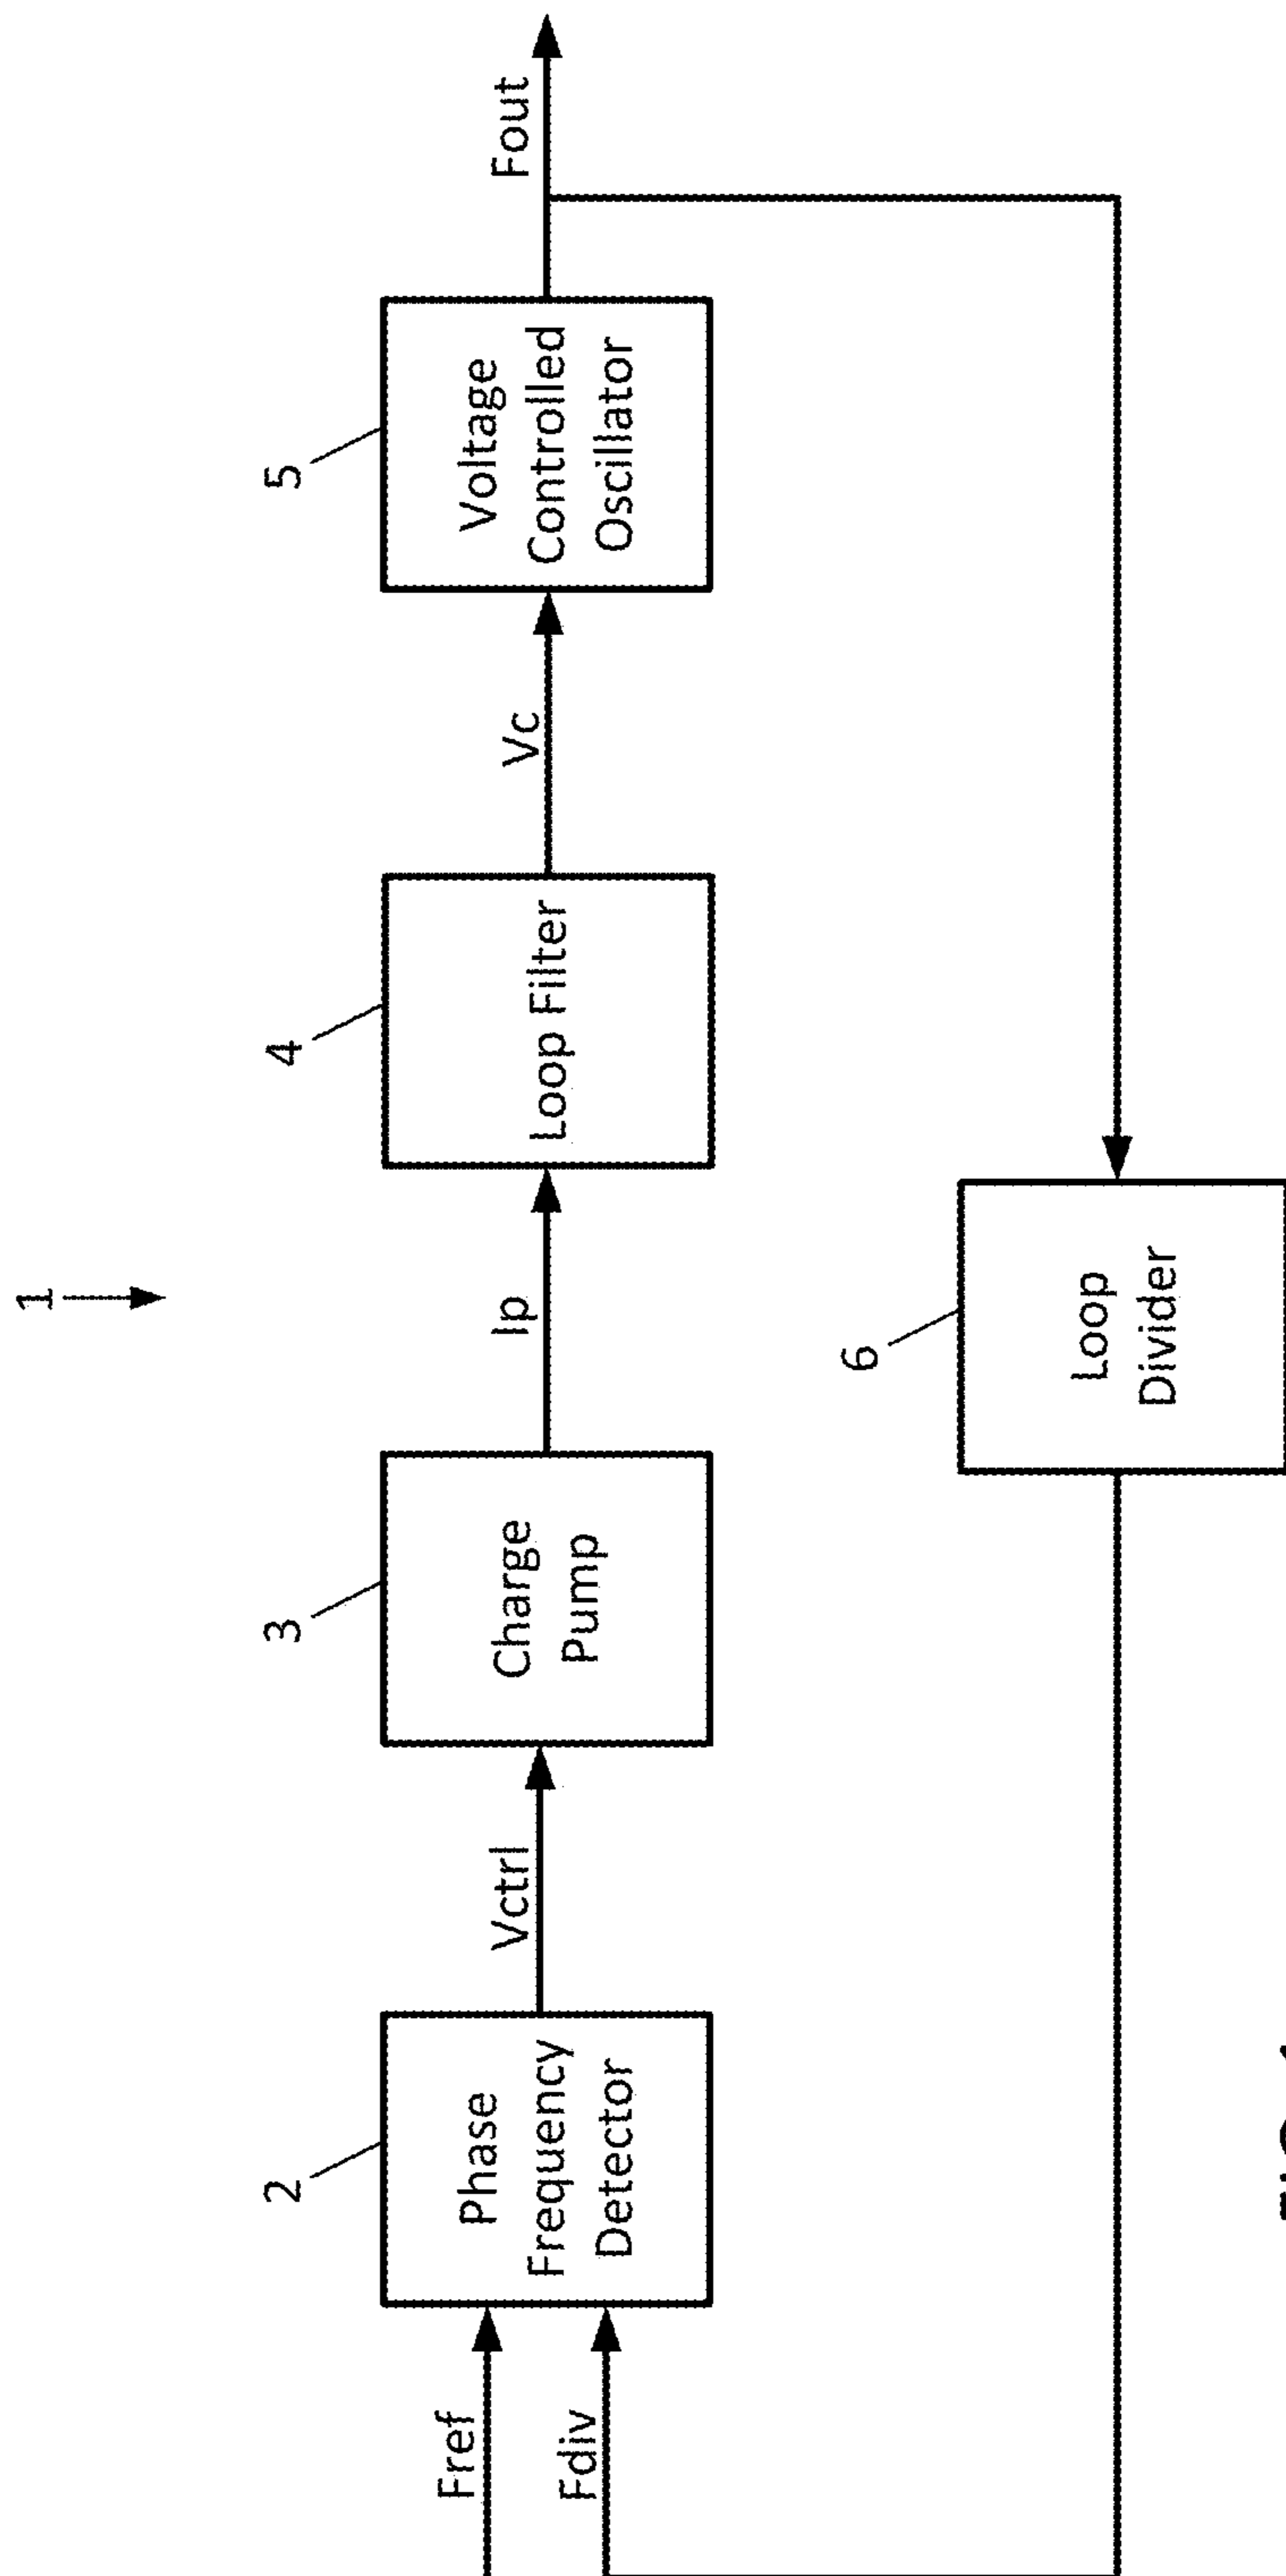 1
2
3
4
5
Fref
Fdiv
Phase
Frequency
Detector
Vctrl
Charge
Pump
Ip
Loop Filter
Vc
Voltage
Controlled
Oscillator
Fout
6
Loop
Divider